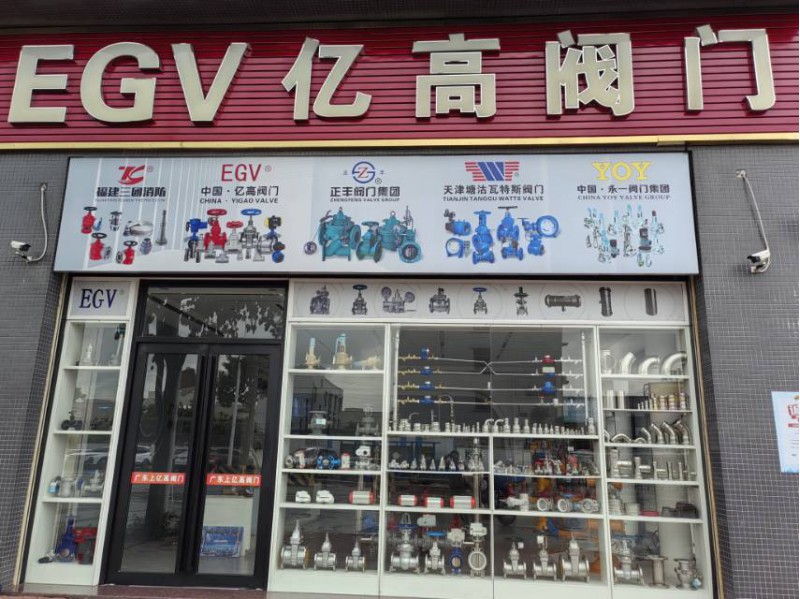 EGV 亿高阀门
福建三园消防
EGV®
中国·亿高阀门
CHINA · YIGAO VALVE
正丰阀门集团
ZHENGFENG VALVE GROUP
天津塘沽瓦特斯阀门
TIANJIN TANGGU WATTS VALVE
YOY
中国·永一阀门集团
CHINA YOY VALVE GROUP
EGV®
广东上亿高阀门
广东上亿高阀门